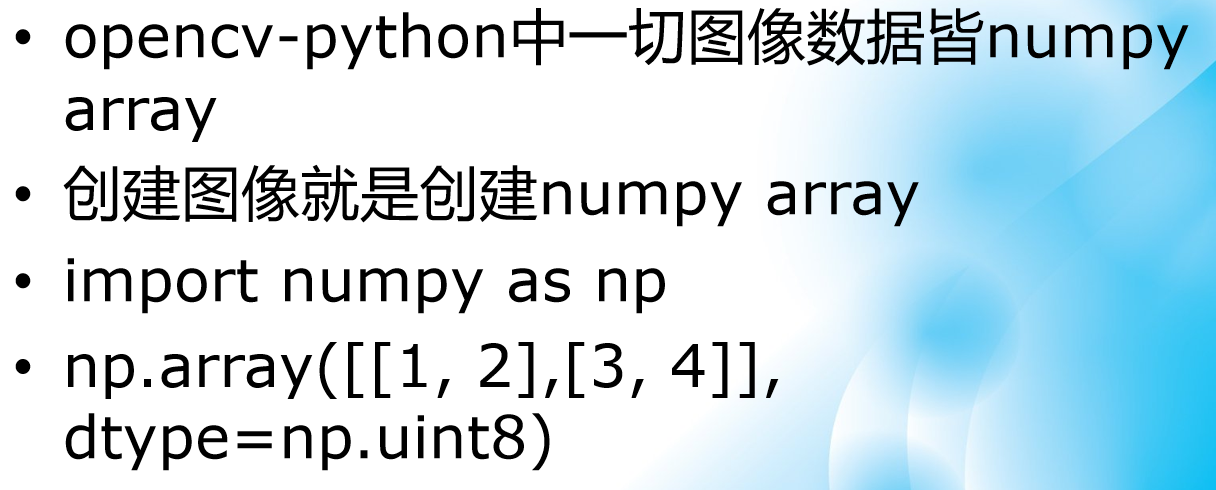 • opencv-python中一切图像数据皆numpy
array
• 创建图像就是创建numpy array
• import numpy as np
• np.array([[1, 2],[3, 4]],
dtype=np.uint8)